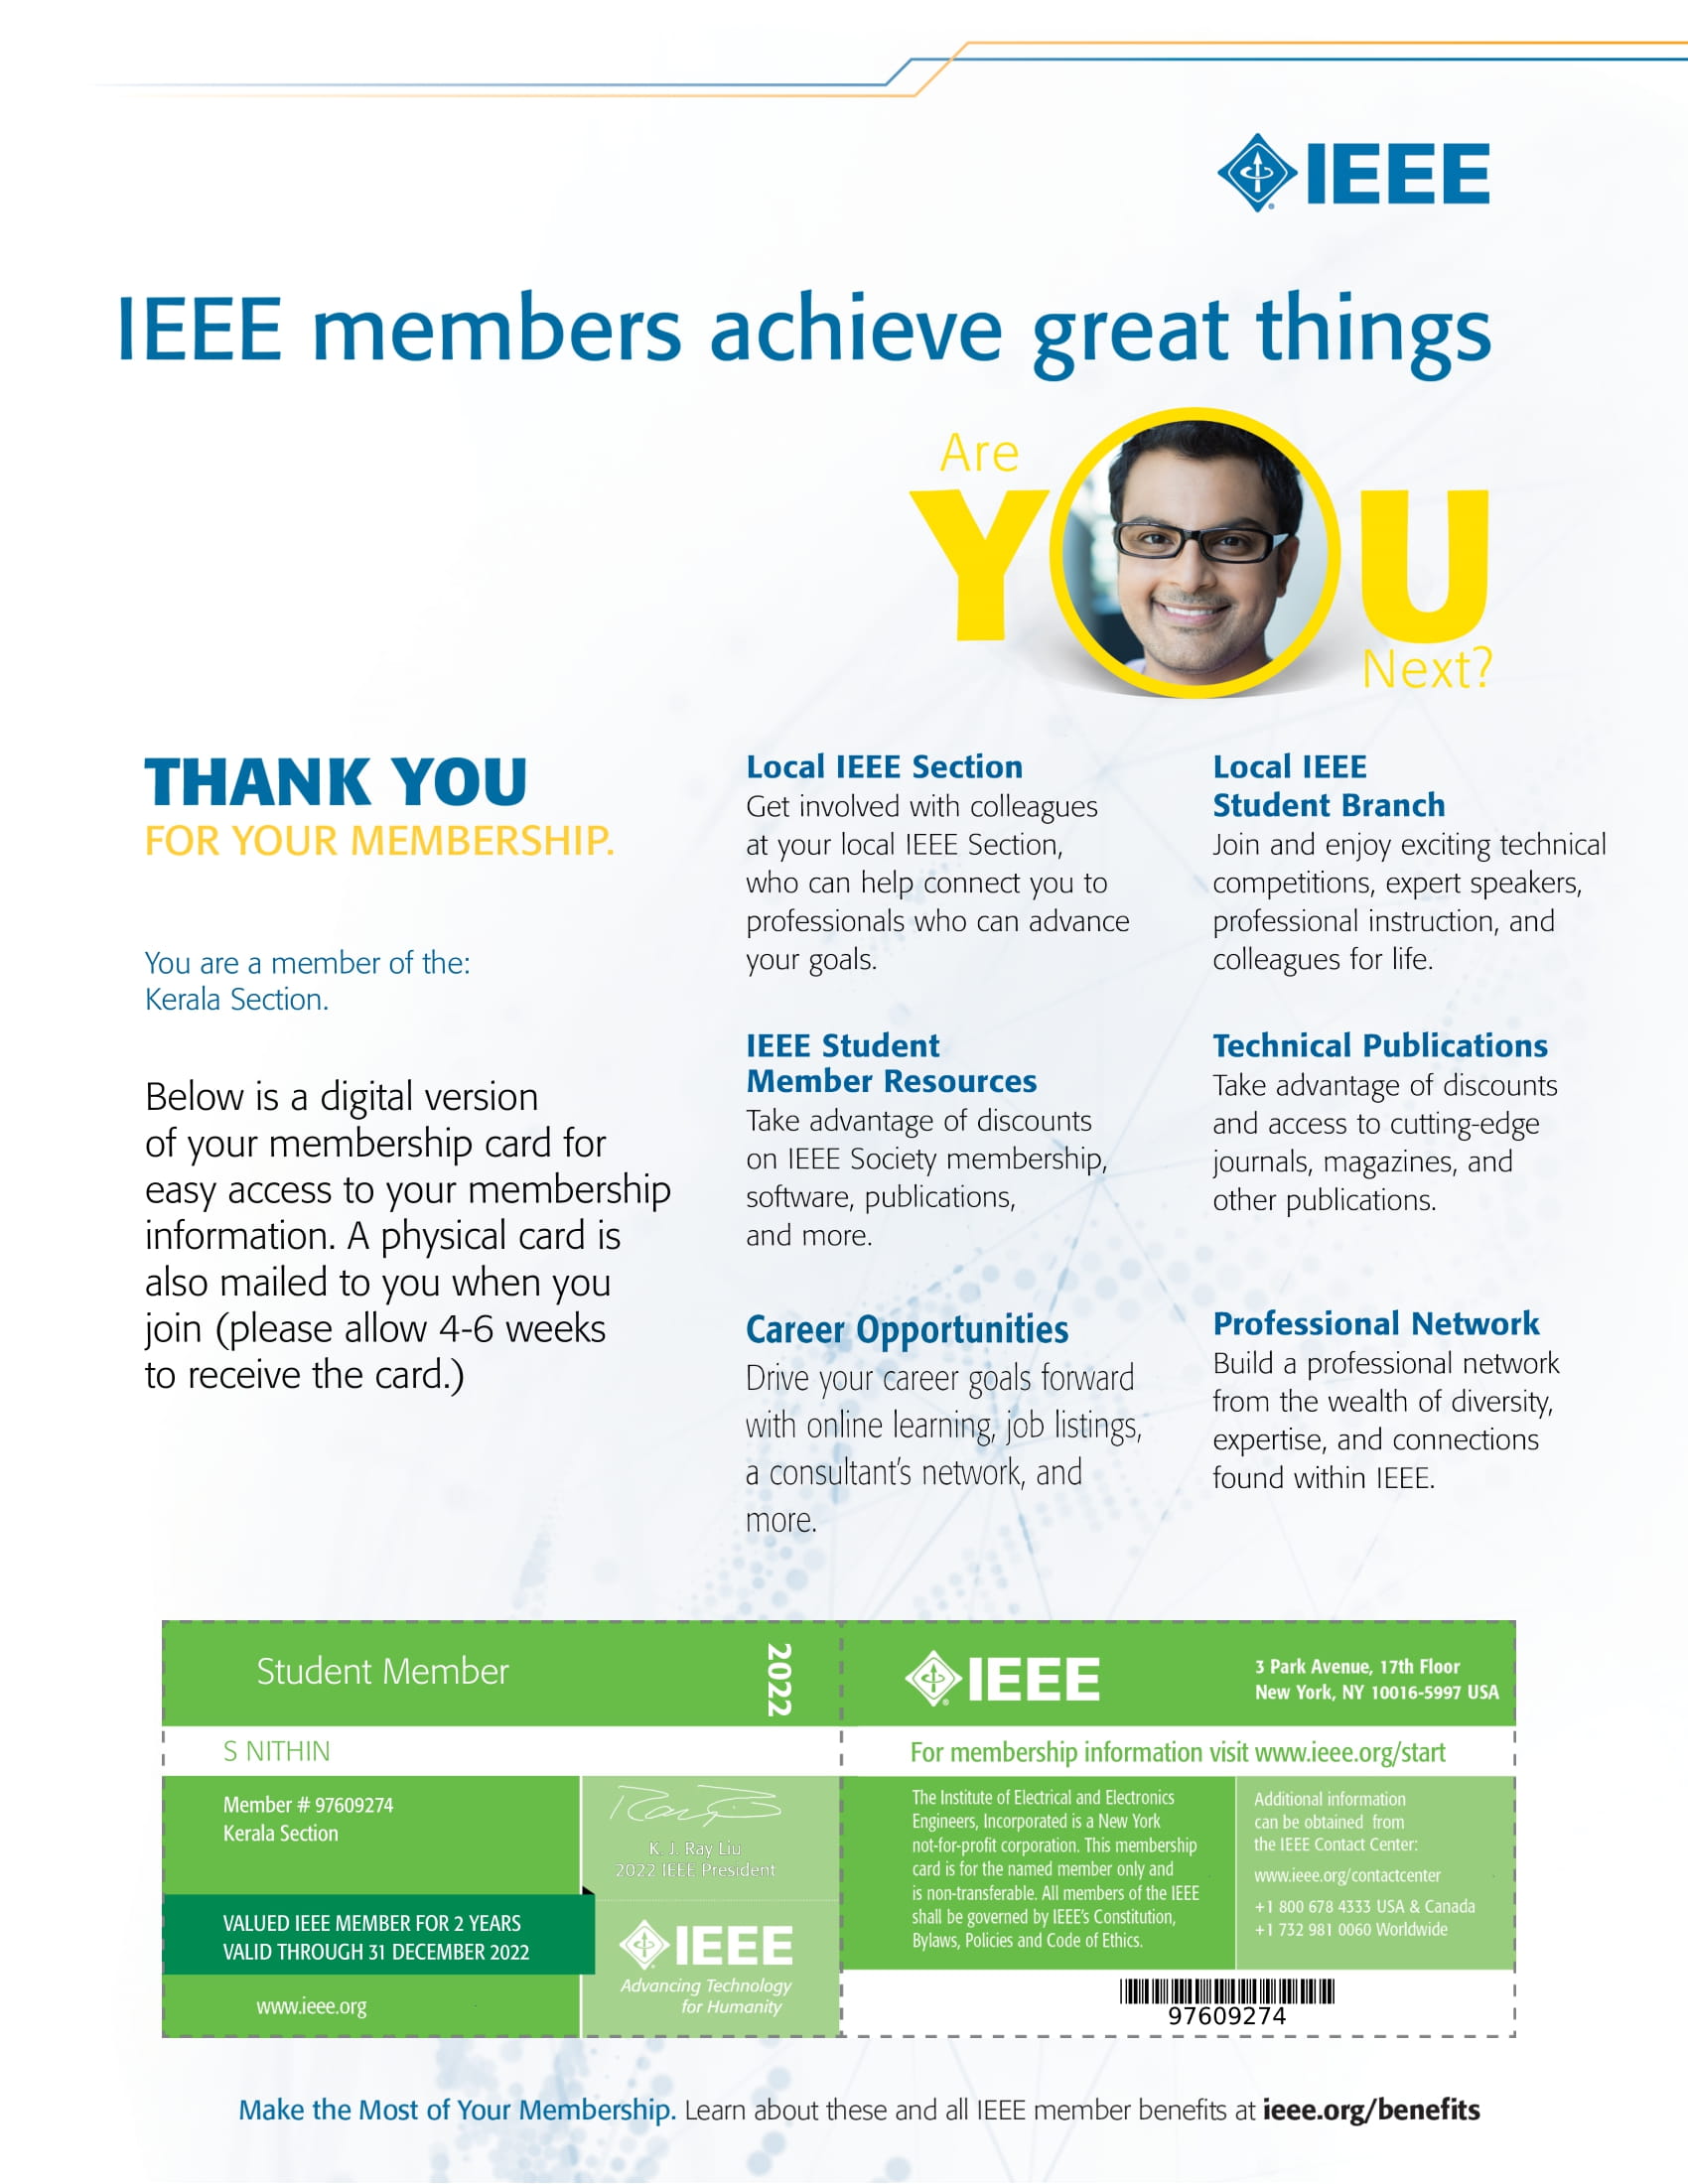 IEEE
IEEE members achieve great things
Are
YOU
Next?
THANK YOU
FOR YOUR MEMBERSHIP.
You are a member of the:
Kerala Section.
Below is a digital version
of your membership card for
easy access to your membership
information. A physical card is
also mailed to you when you
join (please allow 4-6 weeks
to receive the card.)
Local IEEE Section
Get involved with colleagues
at your local IEEE Section,
who can help connect you to
professionals who can advance
your goals.
IEEE Student
Member Resources
Take advantage of discounts
on IEEE Society membership,
software, publications,
and more.
Career Opportunities
Drive your career goals forward
with online learning, job listings,
a consultant's network, and
more.
Local IEEE
Student Branch
Join and enjoy exciting technical
competitions, expert speakers,
professional instruction, and
colleagues for life.
Technical Publications
Take advantage of discounts
and access to cutting-edge
journals, magazines, and
other publications.
Professional Network
Build a professional network
from the wealth of diversity,
expertise, and connections
found within IEEE.
Student Member
2022
S NITHIN
Member # 97609274
Kerala Section
K. J. Ray Liu
2022 IEEE President
VALUED IEEE MEMBER FOR 2 YEARS
VALID THROUGH 31 DECEMBER 2022
www.ieee.org
IEEE
Advancing Technology
for Humanity
IEEE
3 Park Avenue, 17th Floor
New York, NY 10016-5997 USA
For membership information visit www.ieee.org/start
The Institute of Electrical and Electronics
Engineers, Incorporated is a New York
not-for-profit corporation. This membership
card is for the named member only and
is non-transferable. All members of the IEEE
shall be governed by IEEE's Constitution,
Bylaws, Policies and Code of Ethics.
Additional information
can be obtained from
the IEEE Contact Center:
www.ieee.org/contactcenter
+1 800 678 4333 USA & Canada
+1 732 981 0060 Worldwide
97609274
Make the Most of Your Membership. Learn about these and all IEEE member benefits at ieee.org/benefits